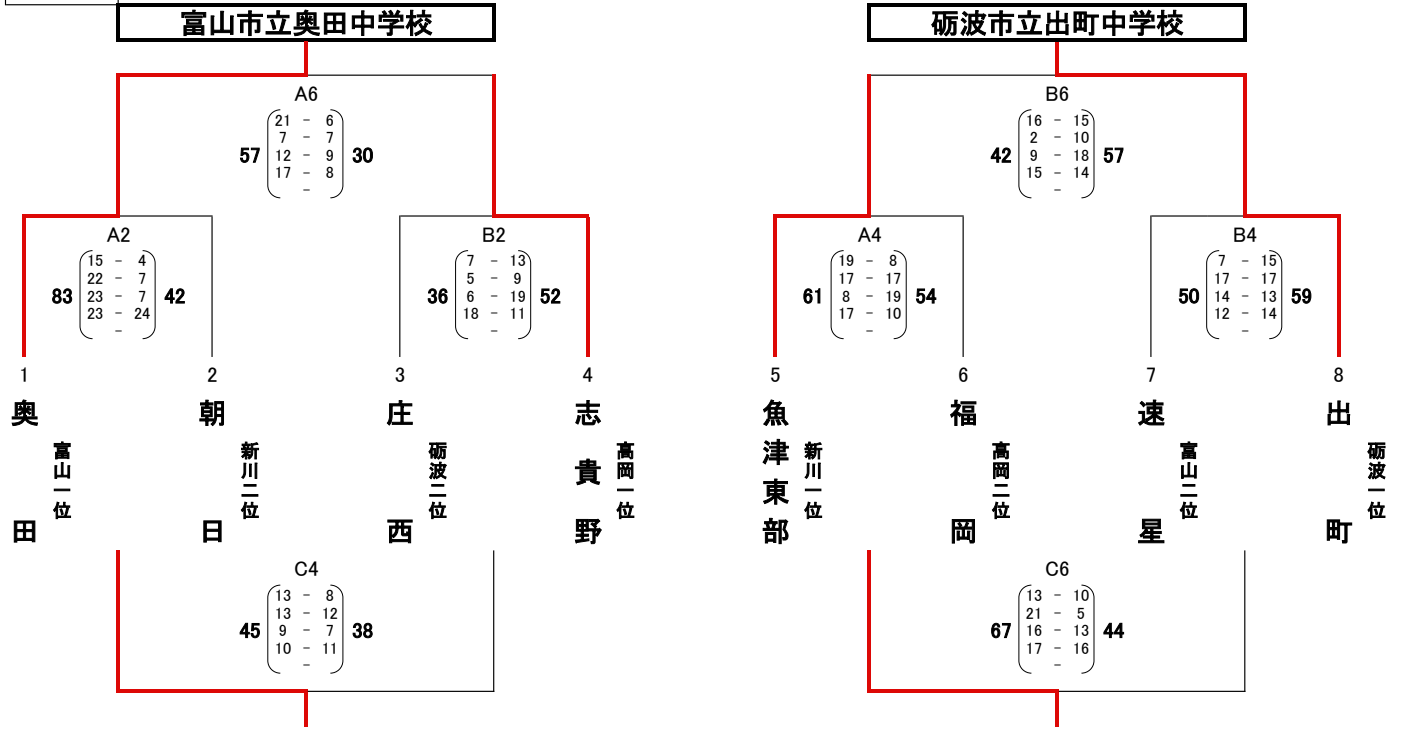 富山市立奥田中学校
砺波市立出町中学校
A6
57
21 - 6
7 - 7
12 - 9
17 - 8
-
30
B6
42
16 - 15
2 - 10
9 - 18
15 - 14
-
57
A2
83
15 - 4
22 - 7
23 - 7
23 - 24
-
42
B2
36
7 - 13
5 - 9
6 - 19
18 - 11
-
52
A4
61
19 - 8
17 - 17
8 - 19
17 - 10
-
54
B4
50
7 - 15
17 - 17
14 - 13
12 - 14
-
59
1
奥田
富山一位
2
朝日
新川二位
3
庄西
砺波二位
4
志貴野
高岡一位
5
魚津東部
新川一位
6
福岡
高岡二位
7
速星
富山二位
8
出町
砺波一位
C4
45
13 - 8
13 - 12
9 - 7
10 - 11
-
38
C6
67
13 - 10
21 - 5
16 - 13
17 - 16
-
44